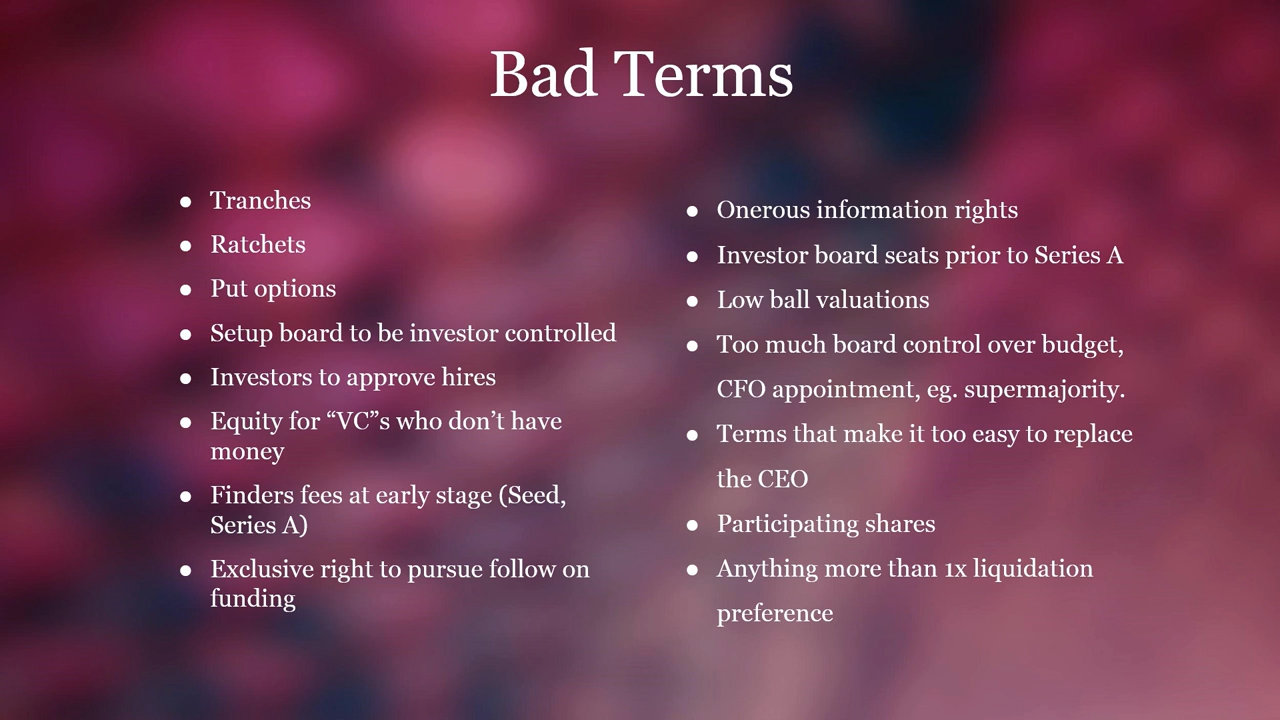 Bad Terms
● Tranches
● Ratchets
● Put options
● Setup board to be investor controlled
● Investors to approve hires
● Equity for “VC”s who don’t have
money
● Finders fees at early stage (Seed,
Series A)
● Exclusive right to pursue follow on
funding
● Onerous information rights
● Investor board seats prior to Series A
● Low ball valuations
● Too much board control over budget,
CFO appointment, eg. supermajority.
● Terms that make it too easy to replace
the CEO
● Participating shares
● Anything more than 1x liquidation
preference